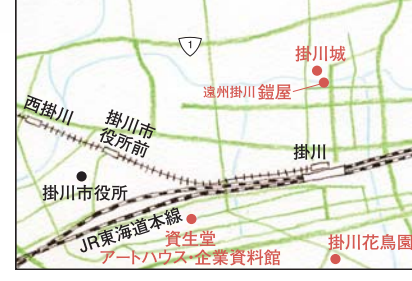 1
掛川城
遠州掛川 鎧屋
西掛川
掛川市
役所前
掛川
掛川市役所
JR東海道本線
資生堂
アートハウス・企業資料館
掛川花鳥園